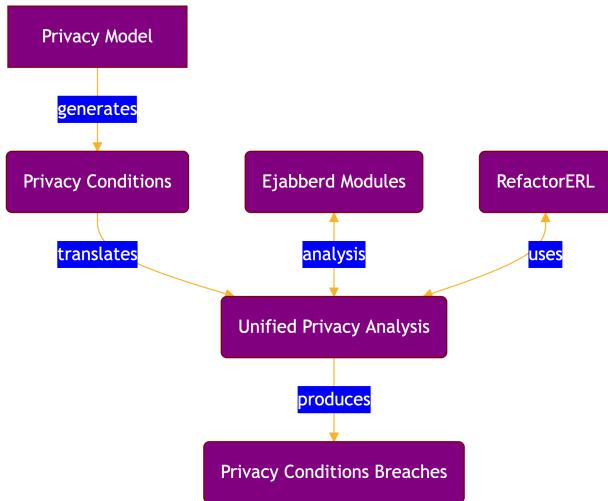 Privacy Model
generates
Privacy Conditions
Ejabberd Modules
RefactorERL
translates
analysis
uses
Unified Privacy Analysis
produces
Privacy Conditions Breaches